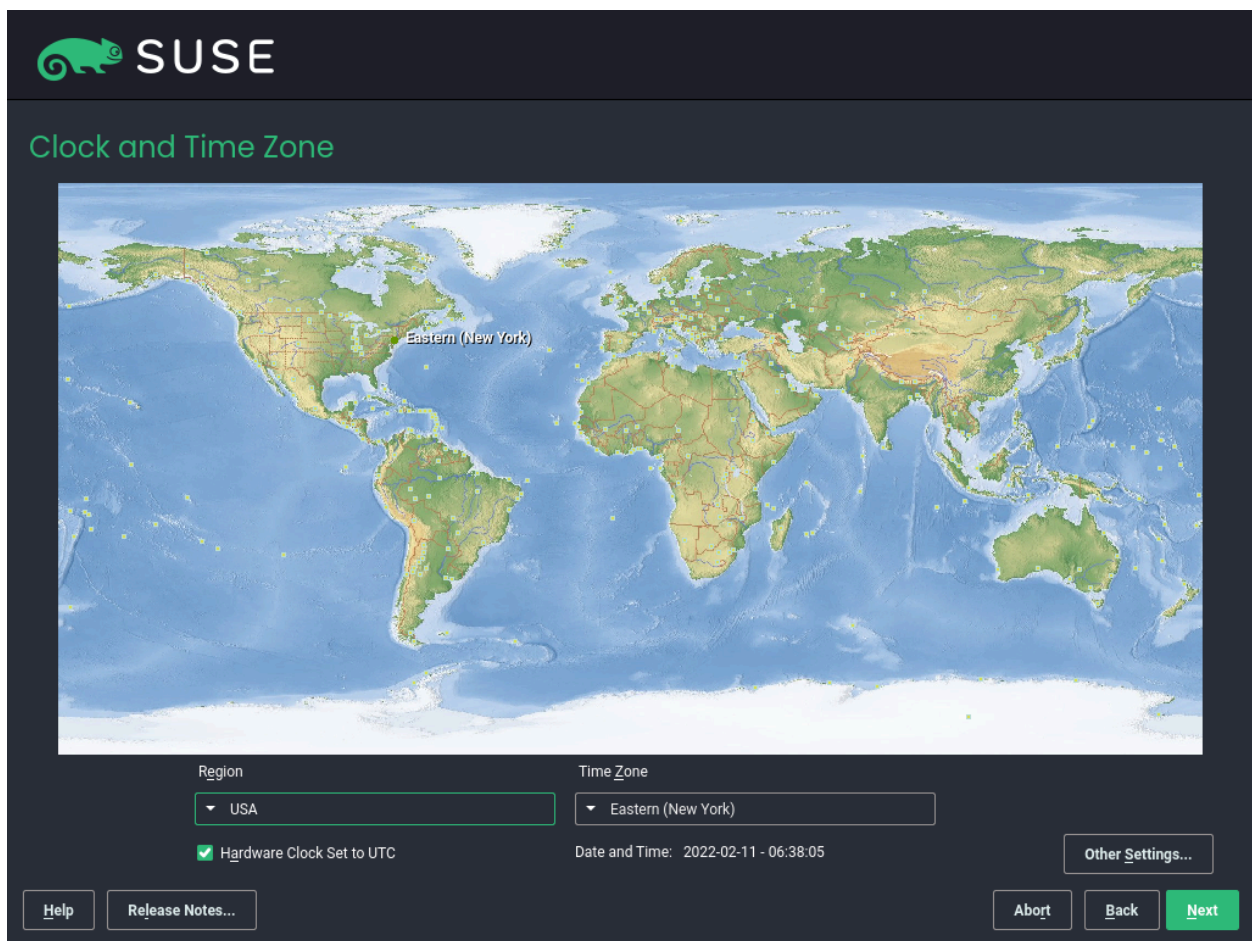 SUSE
Clock and Time Zone
Eastern (New York)
Region
Time Zone
USA
Eastern (New York)
Hardware Clock Set to UTC
Date and Time: 2022-02-11 - 06:38:05
Other Settings...
Help
Release Notes...
Abort
Back
Next